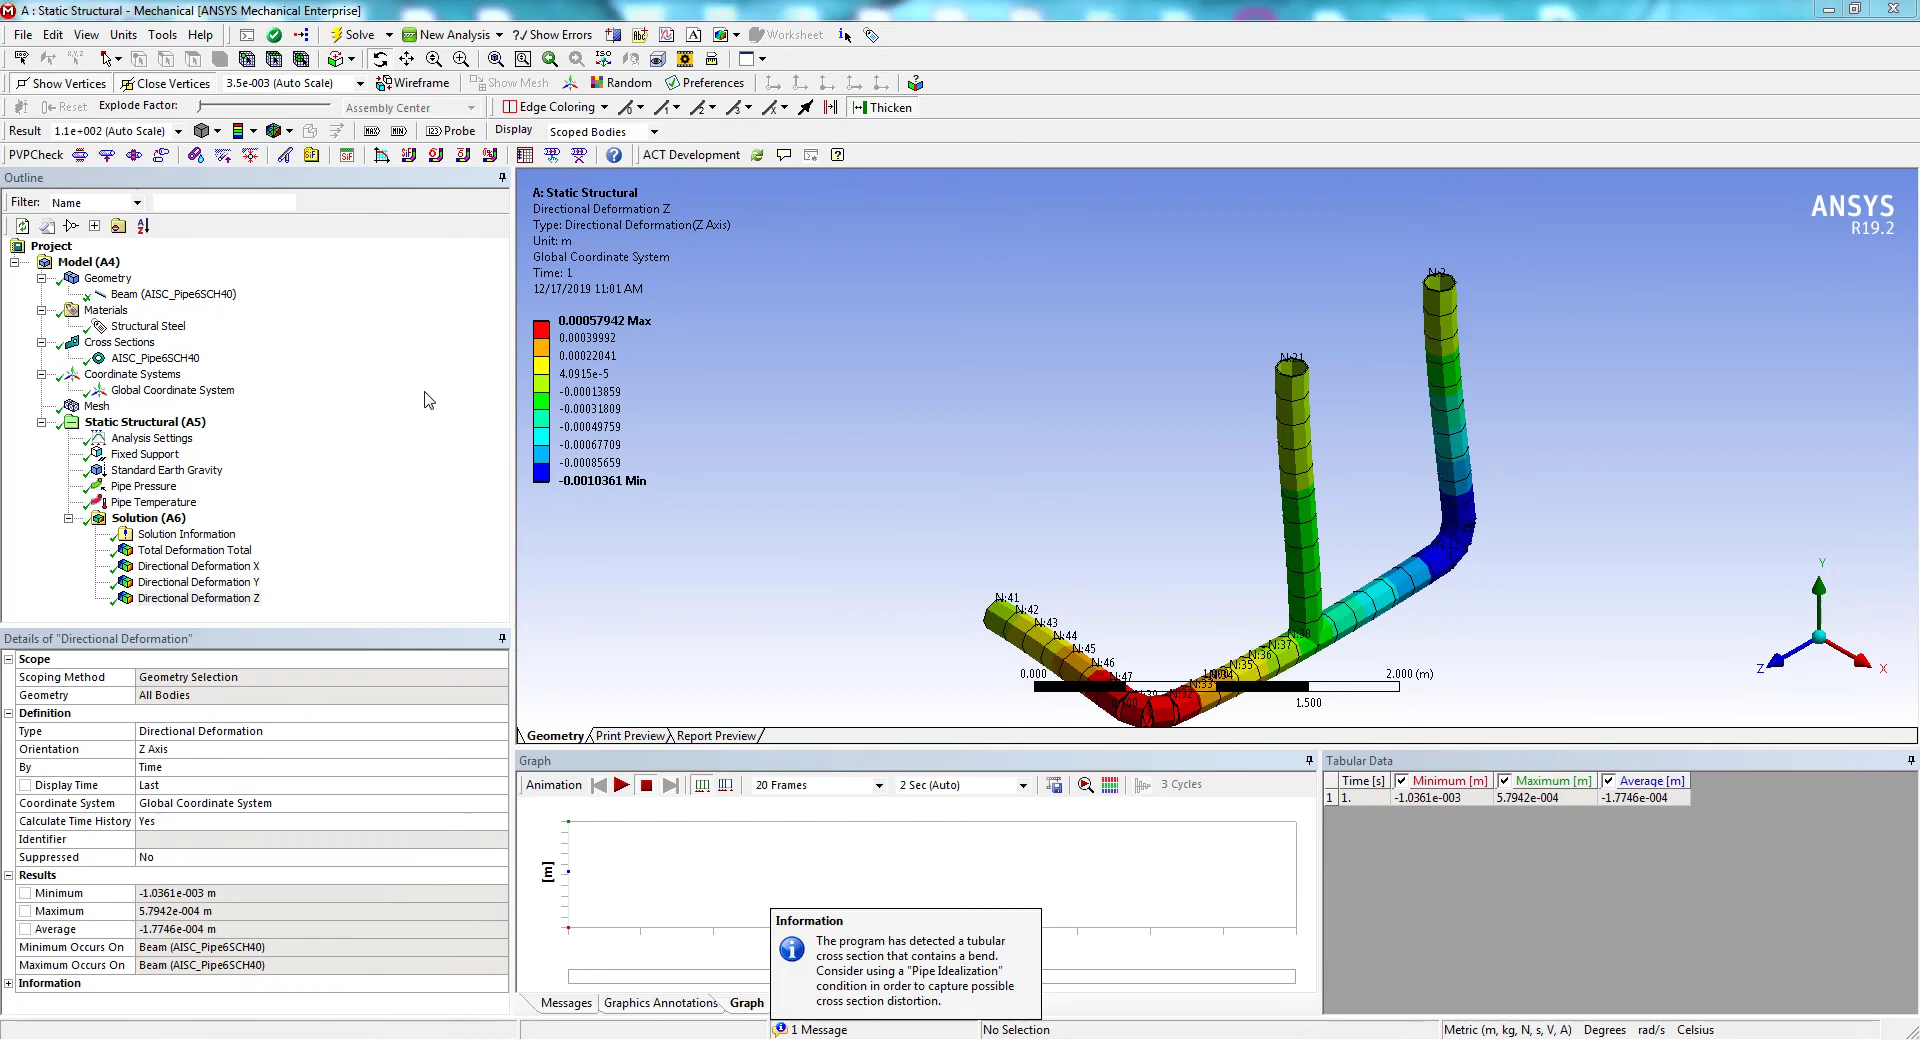 A : Static Structural - Mechanical [ANSYS Mechanical Enterprise]
File Edit View Units Tools Help Solve New Analysis Show Errors Worksheet
Show Vertices Close Vertices 3.5e-003 (Auto Scale) Wireframe Show Mesh Random Preferences
Reset Explode Factor: Assembly Center Edge Coloring Thicken
Result 1.1e+002 (Auto Scale) Probe Display Scoped Bodies
PVPCheck ACT Development
Outline
Filter: Name
Project
Model (A4)
Geometry
Beam (AISC_Pipe6SCH40)
Materials
Structural Steel
Cross Sections
AISC_Pipe6SCH40
Coordinate Systems
Global Coordinate System
Mesh
Static Structural (A5)
Analysis Settings
Fixed Support
Standard Earth Gravity
Pipe Pressure
Pipe Temperature
Solution (A6)
Solution Information
Total Deformation Total
Directional Deformation X
Directional Deformation Y
Directional Deformation Z
Details of "Directional Deformation"
Scope
Scoping Method Geometry Selection
Geometry All Bodies
Definition
Type Directional Deformation
Orientation Z Axis
By Time
Display Time Last
Coordinate System Global Coordinate System
Calculate Time History Yes
Identifier
Suppressed No
Results
Minimum -1.0361e-003 m
Maximum 5.7942e-004 m
Average -1.7746e-004 m
Minimum Occurs On Beam (AISC_Pipe6SCH40)
Maximum Occurs On Beam (AISC_Pipe6SCH40)
Information
A: Static Structural
Directional Deformation Z
Type: Directional Deformation(Z Axis)
Unit: m
Global Coordinate System
Time: 1
12/17/2019 11:01 AM
0.00057942 Max
0.00039992
0.00022041
4.0915e-5
-0.00013859
-0.00031809
-0.00049759
-0.00067709
-0.00085659
-0.0010361 Min
ANSYS
R19.2
N:2
N:21
N:41
N:42
N:43
N:44
N:45
N:46
N:47
N:32
N:33
N:35
N:36
N:37
N:38
0.000 2.000 (m)
0.500 1.500
Y
Z X
Geometry Print Preview Report Preview
Graph
Animation 20 Frames 2 Sec (Auto) 3 Cycles
[m]
Information
The program has detected a tubular
cross section that contains a bend.
Consider using a "Pipe Idealization"
condition in order to capture possible
cross section distortion.
Messages Graphics Annotations Graph
Tabular Data
Time [s] Minimum [m] Maximum [m] Average [m]
1 1. -1.0361e-003 5.7942e-004 -1.7746e-004
1 Message No Selection Metric (m, kg, N, s, V, A) Degrees rad/s Celsius